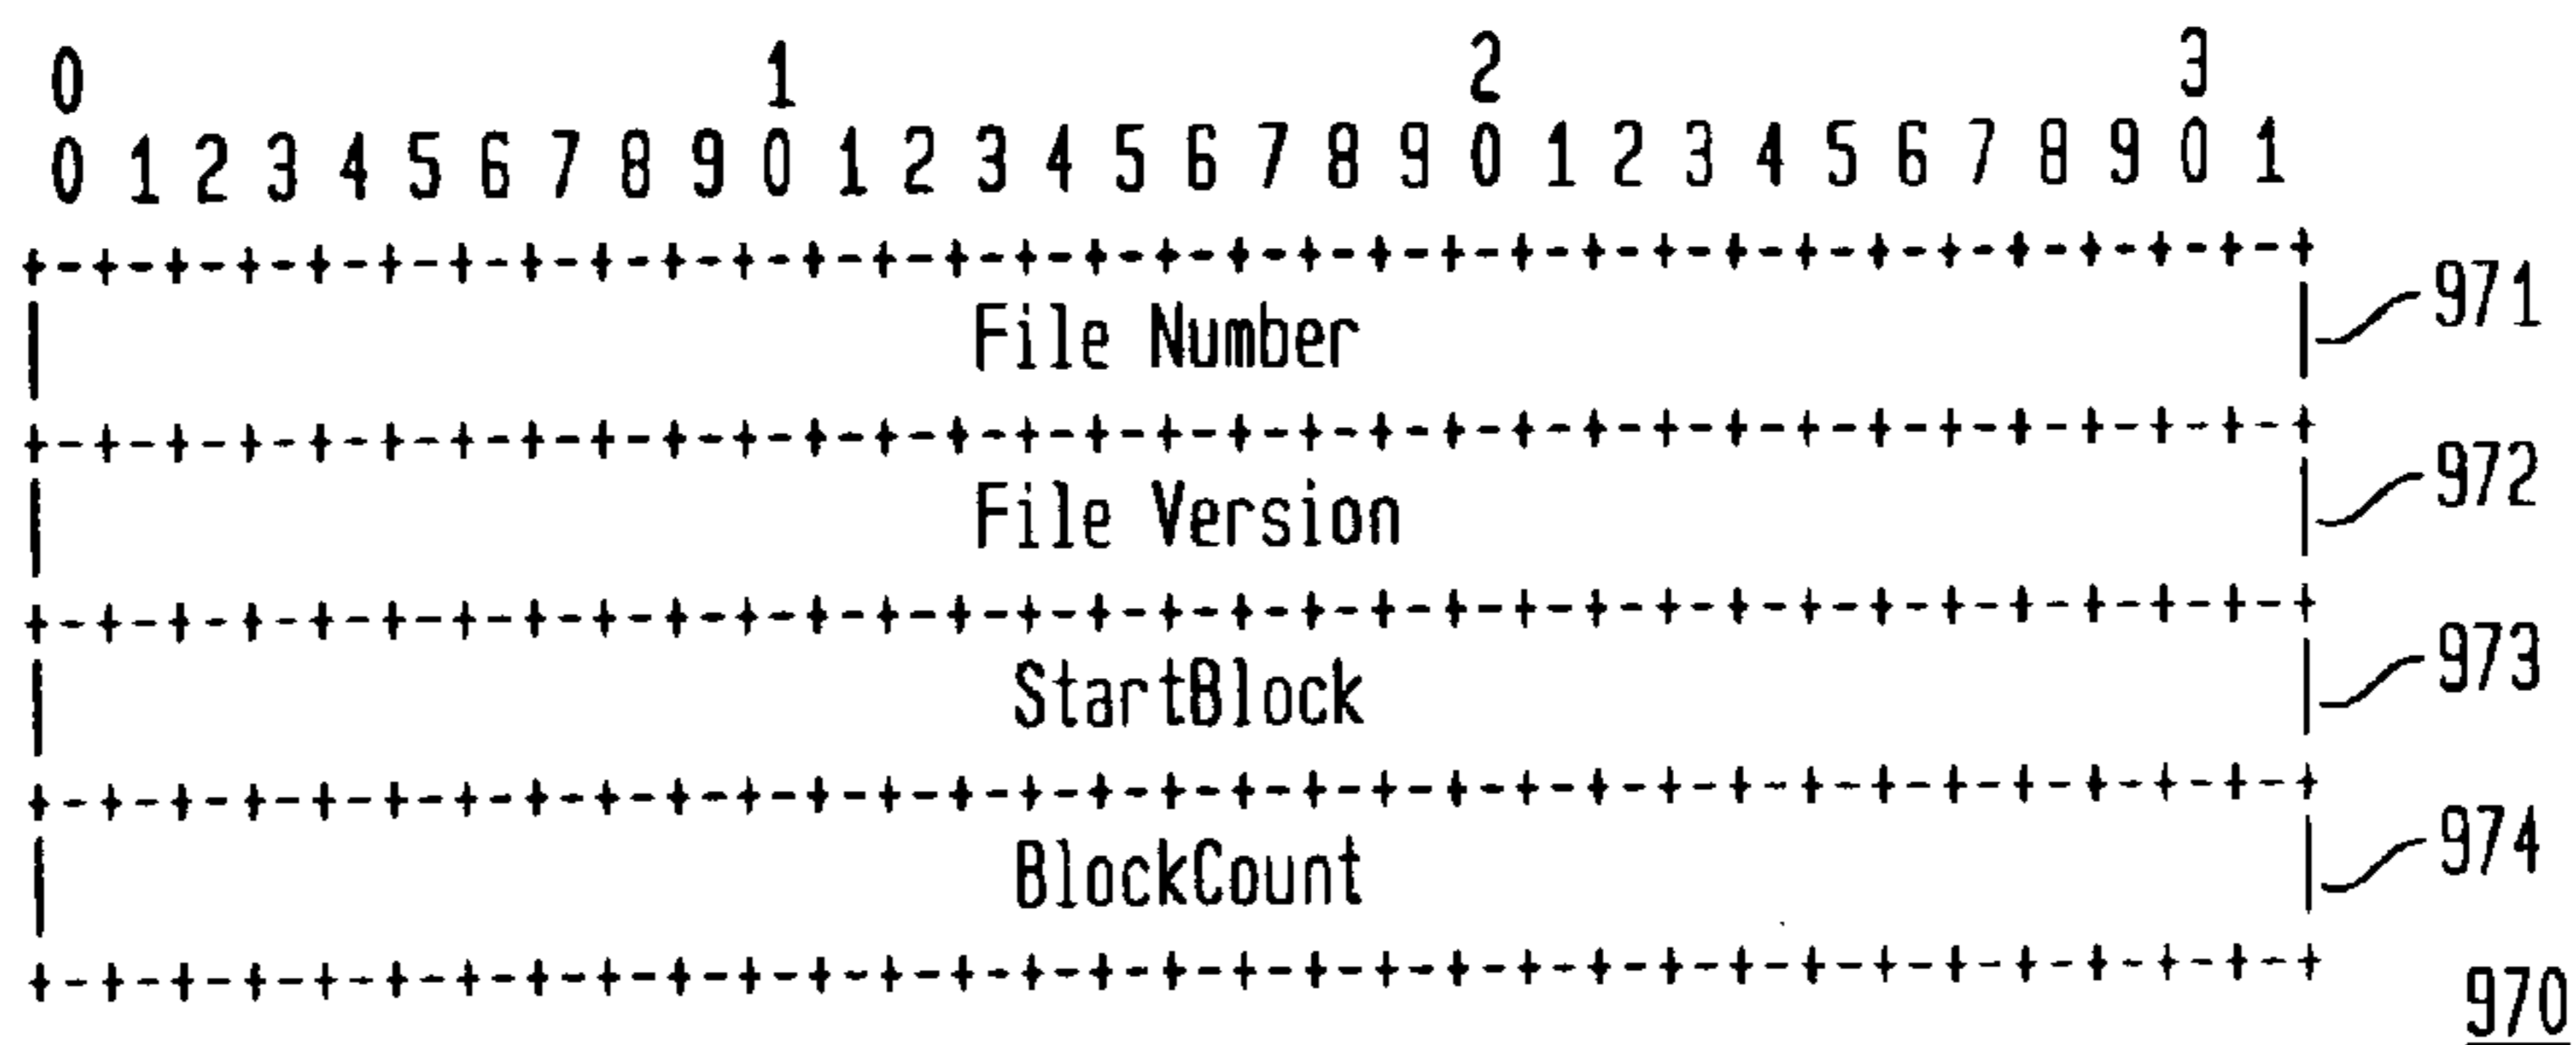 0 1 2 3
0 1 2 3 4 5 6 7 8 9 0 1 2 3 4 5 6 7 8 9 0 1 2 3 4 5 6 7 8 9 0 1
+-+-+-+-+-+-+-+-+-+-+-+-+-+-+-+-+-+-+-+-+-+-+-+-+-+-+-+-+-+-+-+-+
| File Number | 971
+-+-+-+-+-+-+-+-+-+-+-+-+-+-+-+-+-+-+-+-+-+-+-+-+-+-+-+-+-+-+-+-+
| File Version | 972
+-+-+-+-+-+-+-+-+-+-+-+-+-+-+-+-+-+-+-+-+-+-+-+-+-+-+-+-+-+-+-+-+
| StartBlock | 973
+-+-+-+-+-+-+-+-+-+-+-+-+-+-+-+-+-+-+-+-+-+-+-+-+-+-+-+-+-+-+-+-+
| BlockCount | 974
+-+-+-+-+-+-+-+-+-+-+-+-+-+-+-+-+-+-+-+-+-+-+-+-+-+-+-+-+-+-+-+-+
970